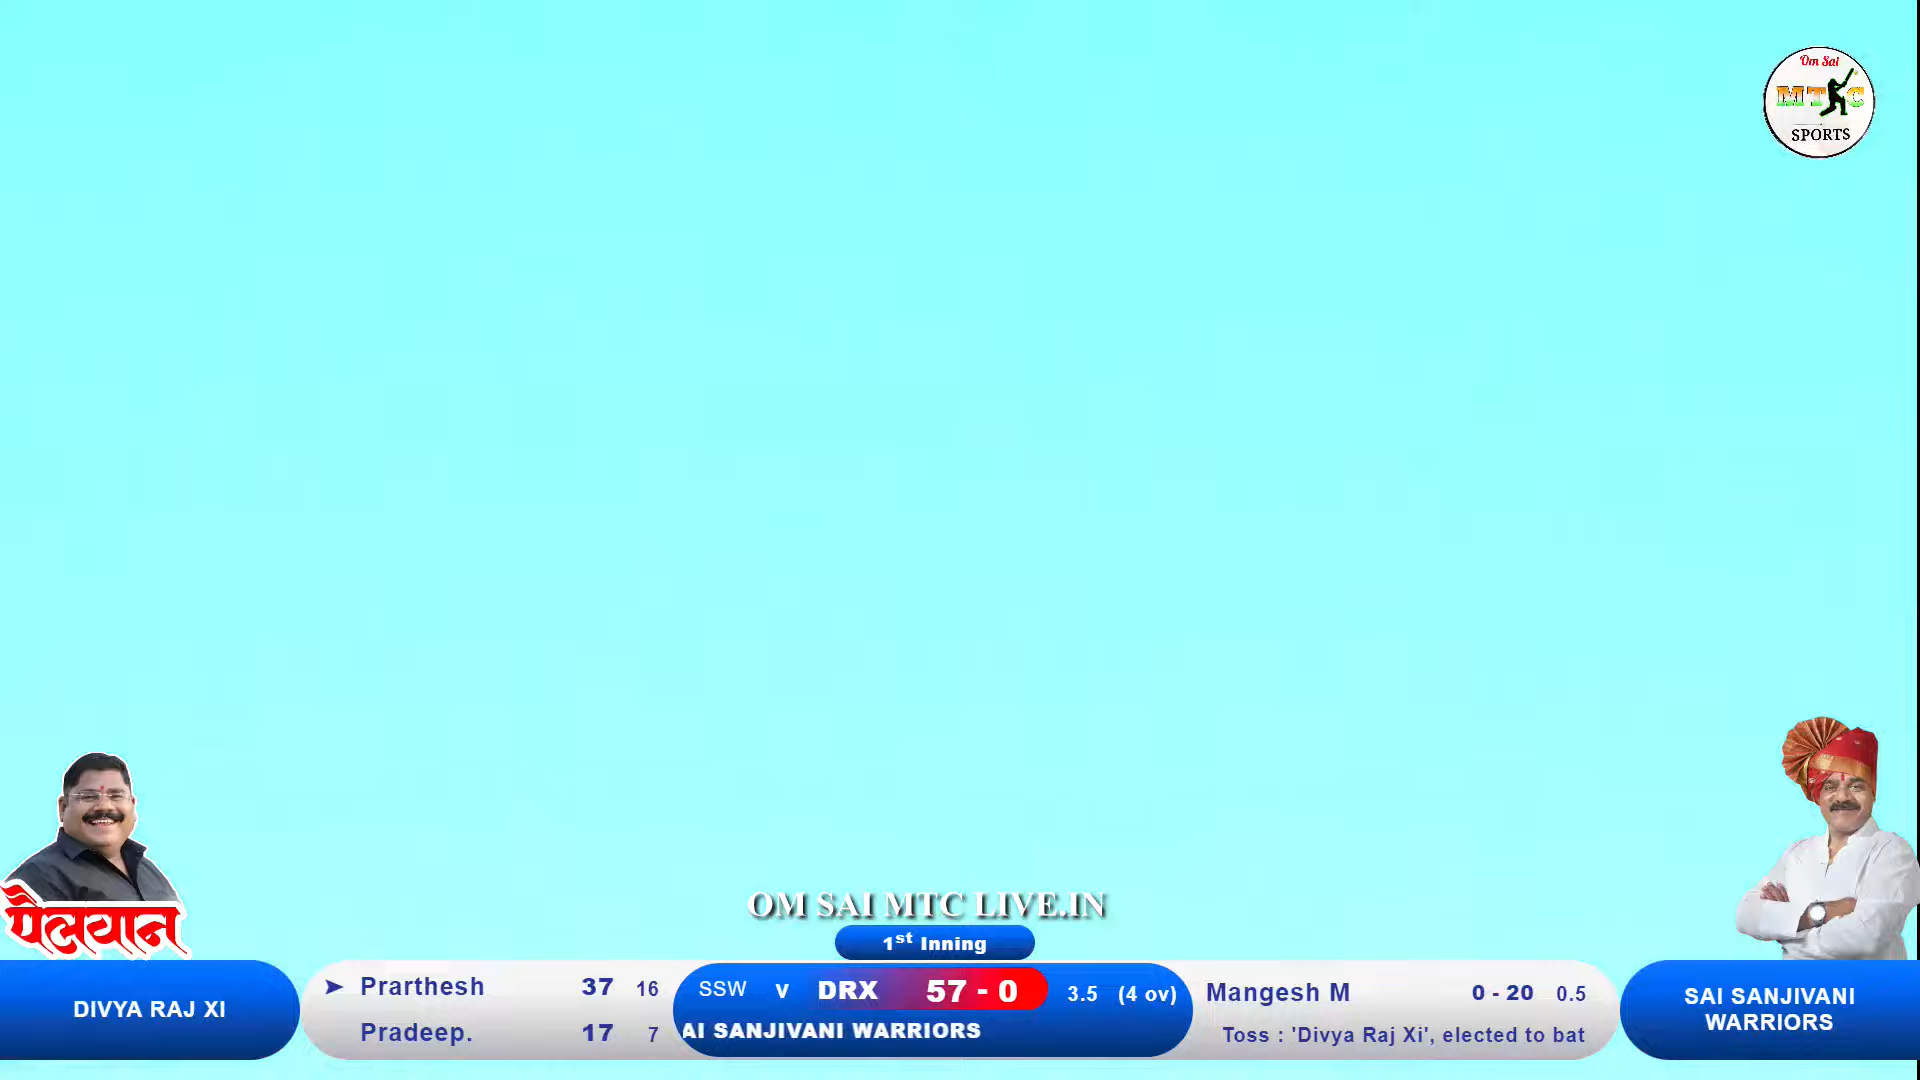 Om Sai
MTC
SPORTS
पैलवान
OM SAI MTC LIVE.IN
1st Inning
DIVYA RAJ XI
➤ Prarthesh 37 16
Pradeep. 17 7
SSW v DRX 57 - 0 3.5 (4 ov)
AI SANJIVANI WARRIORS
Mangesh M 0 - 20 0.5
Toss : 'Divya Raj Xi', elected to bat
SAI SANJIVANI
WARRIORS